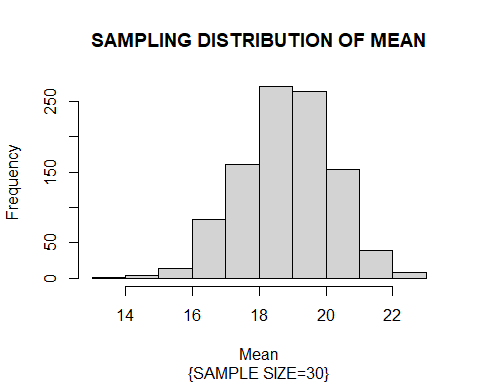 SAMPLING DISTRIBUTION OF MEAN
Frequency
250
150
50
0
14 16 18 20 22
Mean
{SAMPLE SIZE=30}